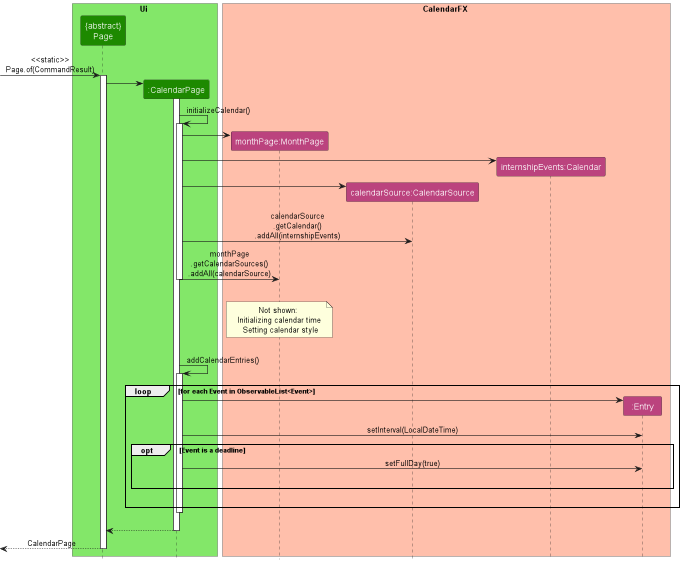 Ui
CalendarFX
{abstract}
Page
<<static>>
Page.of(CommandResult)
:CalendarPage
initializeCalendar()
monthPage:MonthPage
internshipEvents:Calendar
calendarSource:CalendarSource
calendarSource
.getCalendar()
.addAll(internshipEvents)
monthPage
.getCalendarSources()
.addAll(calendarSource)
Not shown:
Initializing calendar time
Setting calendar style
addCalendarEntries()
loop [for each Event in ObservableList<Event>]
:Entry
setInterval(LocalDateTime)
opt [Event is a deadline]
setFullDay(true)
CalendarPage